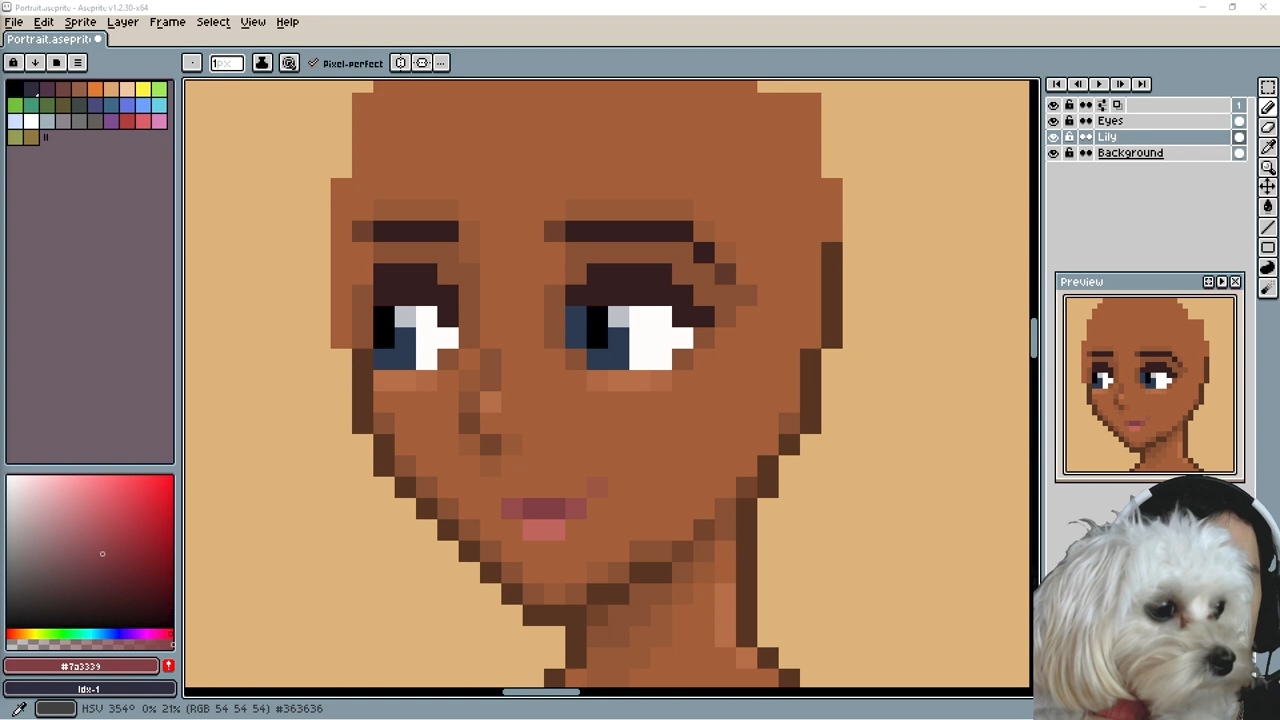 Portrait.aseprite - Aseprite v1.2.30-x64
File Edit Sprite Layer Frame Select View Help
Portrait.aseprite
1px Pixel-perfect
1
Eyes
Lily
Background
Preview
#7a3339
Idx-1
HSV 354° 0% 21% (RGB 54 54 54) #363636